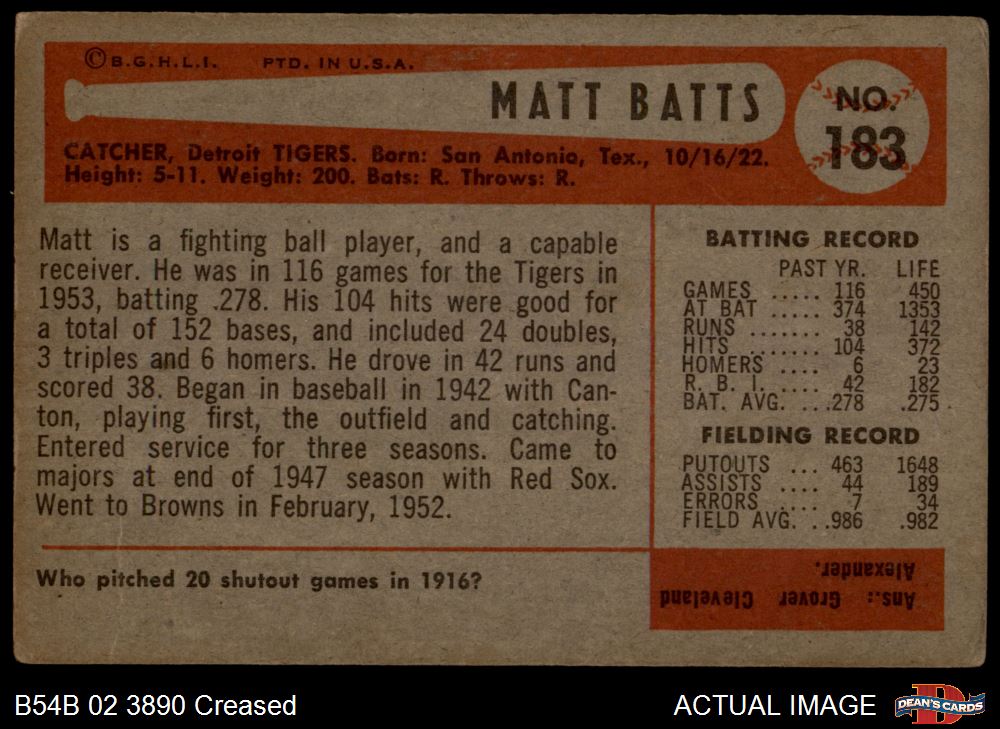 ©B.G.H.L.I. PTD. IN U.S.A.
MATT BATTS
NO.
183
CATCHER, Detroit TIGERS. Born: San Antonio, Tex., 10/16/22.
Height: 5-11. Weight: 200. Bats: R. Throws: R.
Matt is a fighting ball player, and a capable
receiver. He was in 116 games for the Tigers in
1953, batting .278. His 104 hits were good for
a total of 152 bases, and included 24 doubles,
3 triples and 6 homers. He drove in 42 runs and
scored 38. Began in baseball in 1942 with Can-
ton, playing first, the outfield and catching.
Entered service for three seasons. Came to
majors at end of 1947 season with Red Sox.
Went to Browns in February, 1952.
Who pitched 20 shutout games in 1916?
BATTING RECORD
PAST YR. LIFE
GAMES ..... 116 450
AT BAT ..... 374 1353
RUNS ....... 38 142
HITS ........ 104 372
HOMERS ..... 6 23
R. B. I. .... 42 182
BAT. AVG. ...278 .275
FIELDING RECORD
PUTOUTS ... 463 1648
ASSISTS .... 44 189
ERRORS ..... 7 34
FIELD AVG. ..986 .982
Ans.: Grover Cleveland
Alexander.
B54B 02 3890 Creased
ACTUAL IMAGE
D
DEAN'S CARDS